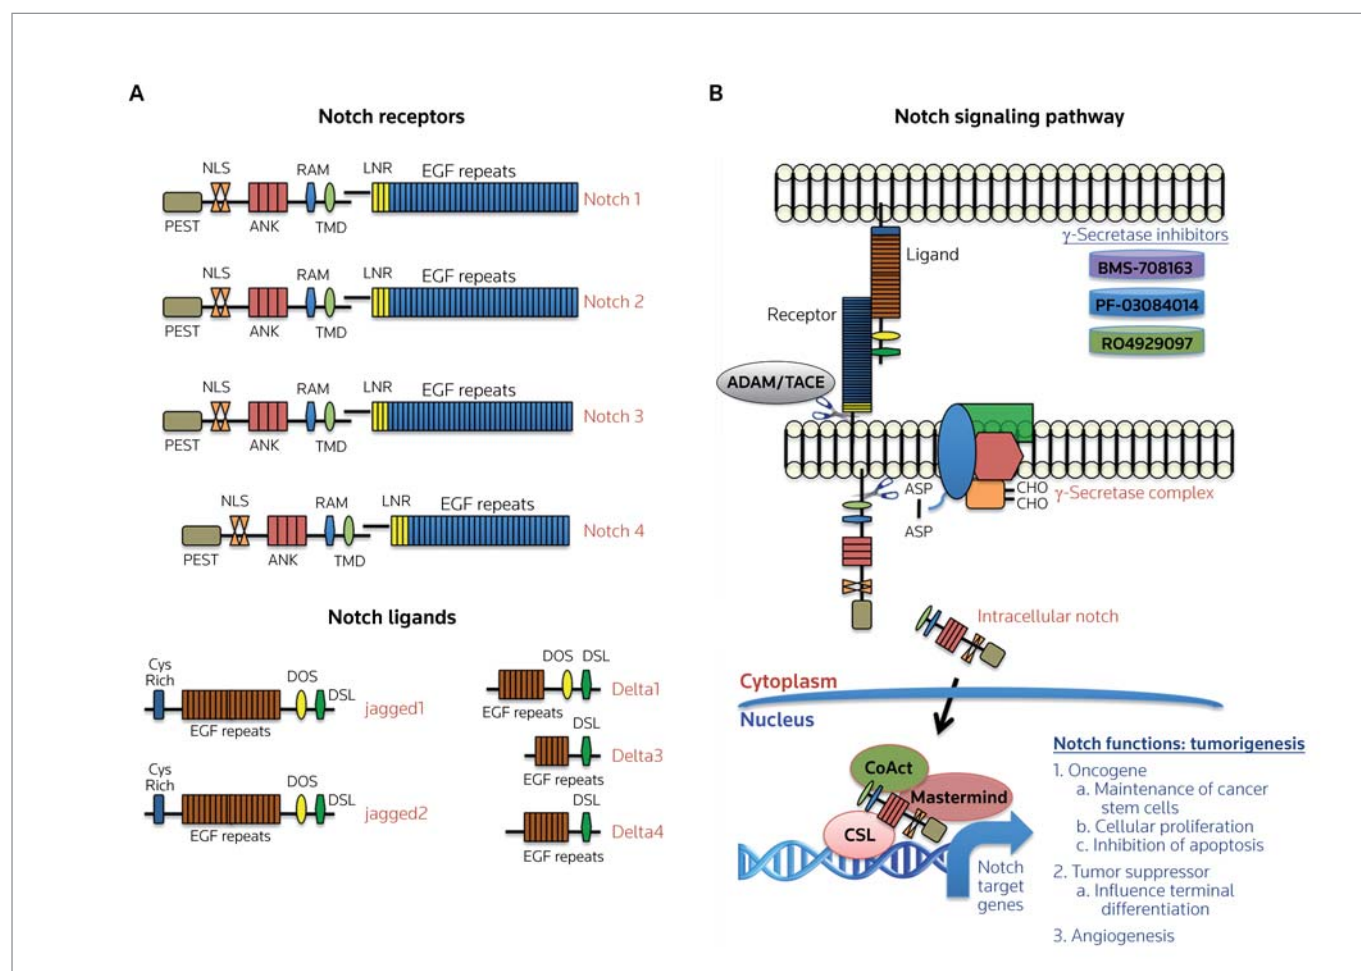 A
Notch receptors
NLS
RAM
LNR
EGF repeats
PEST
ANK
TMD
Notch 1
NLS
RAM
LNR
EGF repeats
PEST
ANK
TMD
Notch 2
NLS
RAM
LNR
EGF repeats
PEST
ANK
TMD
Notch 3
NLS
RAM
LNR
EGF repeats
PEST
ANK
TMD
Notch 4
Notch ligands
Cys
Rich
DOS
DSL
EGF repeats
jagged1
Cys
Rich
DOS
DSL
EGF repeats
jagged2
DOS
DSL
EGF repeats
Delta1
DSL
EGF repeats
Delta3
DSL
EGF repeats
Delta4
B
Notch signaling pathway
γ-Secretase inhibitors
BMS-708163
PF-03084014
RO4929097
Ligand
Receptor
ADAM/TACE
ASP
ASP
CHO
CHO
γ-Secretase complex
Intracellular notch
Cytoplasm
Nucleus
CoAct
Mastermind
CSL
Notch
target
genes
Notch functions: tumorigenesis
1. Oncogene
a. Maintenance of cancer
stem cells
b. Cellular proliferation
c. Inhibition of apoptosis
2. Tumor suppressor
a. Influence terminal
differentiation
3. Angiogenesis